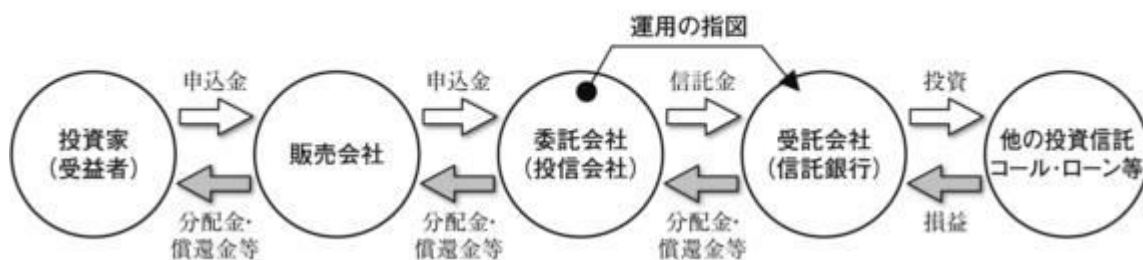 運用の指図
申込金
申込金
信託金
投資
投資家
(受益者)
販売会社
委託会社
(投信会社)
受託会社
(信託銀行)
他の投資信託
コール・ローン等
分配金・
償還金等
分配金・
償還金等
分配金・
償還金等
損益